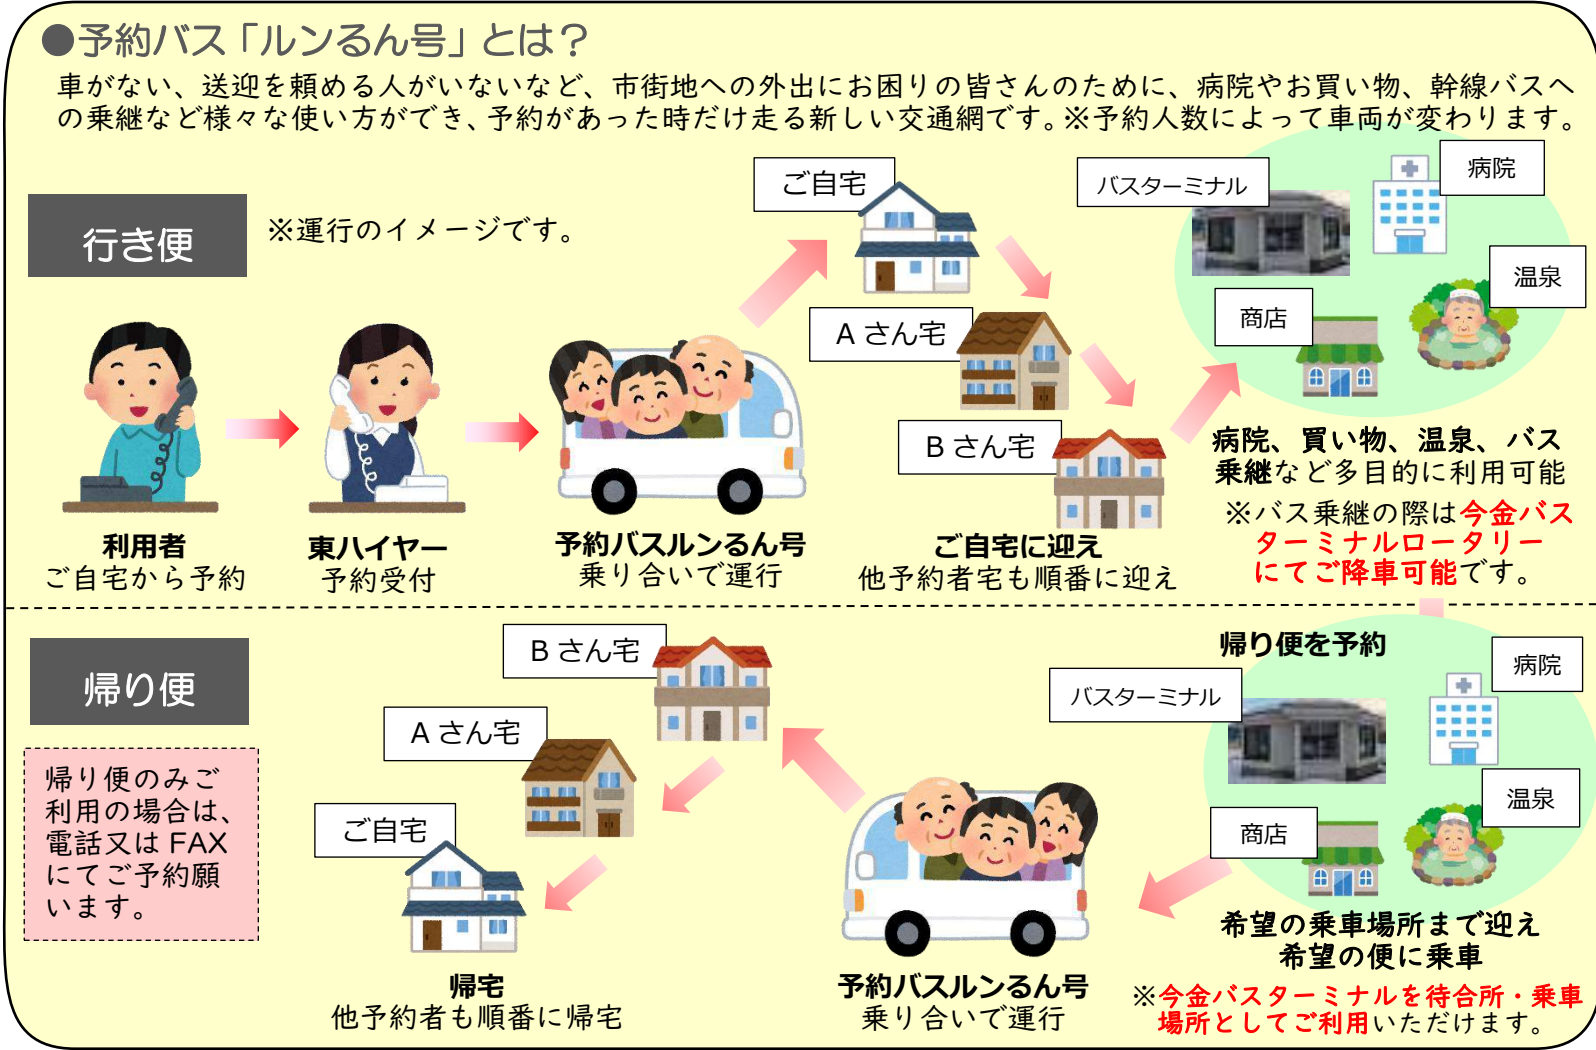 ●予約バス「ルンるん号」とは？
車がない、送迎を頼める人がいないなど、市街地への外出にお困りの皆さんのために、病院やお買い物、幹線バスへ
の乗継など様々な使い方ができ、予約があった時だけ走る新しい交通網です。※予約人数によって車両が変わります。
行き便
※運行のイメージです。
ご自宅
Aさん宅
Bさん宅
バスターミナル
病院
商店
温泉
利用者
ご自宅から予約
東ハイヤー
予約受付
予約バスルンるん号
乗り合いで運行
ご自宅に迎え
他予約者宅も順番に迎え
病院、買い物、温泉、バス
乗継など多目的に利用可能
※バス乗継の際は今金バス
ターミナルロータリー
にてご降車可能です。
帰り便
帰り便のみご
利用の場合は、
電話又は FAX
にてご予約願
います。
Bさん宅
Aさん宅
ご自宅
帰宅
他予約者も順番に帰宅
予約バスルンるん号
乗り合いで運行
帰り便を予約
バスターミナル
病院
商店
温泉
希望の乗車場所まで迎え
希望の便に乗車
※今金バスターミナルを待合所・乗車
場所としてご利用いただけます。